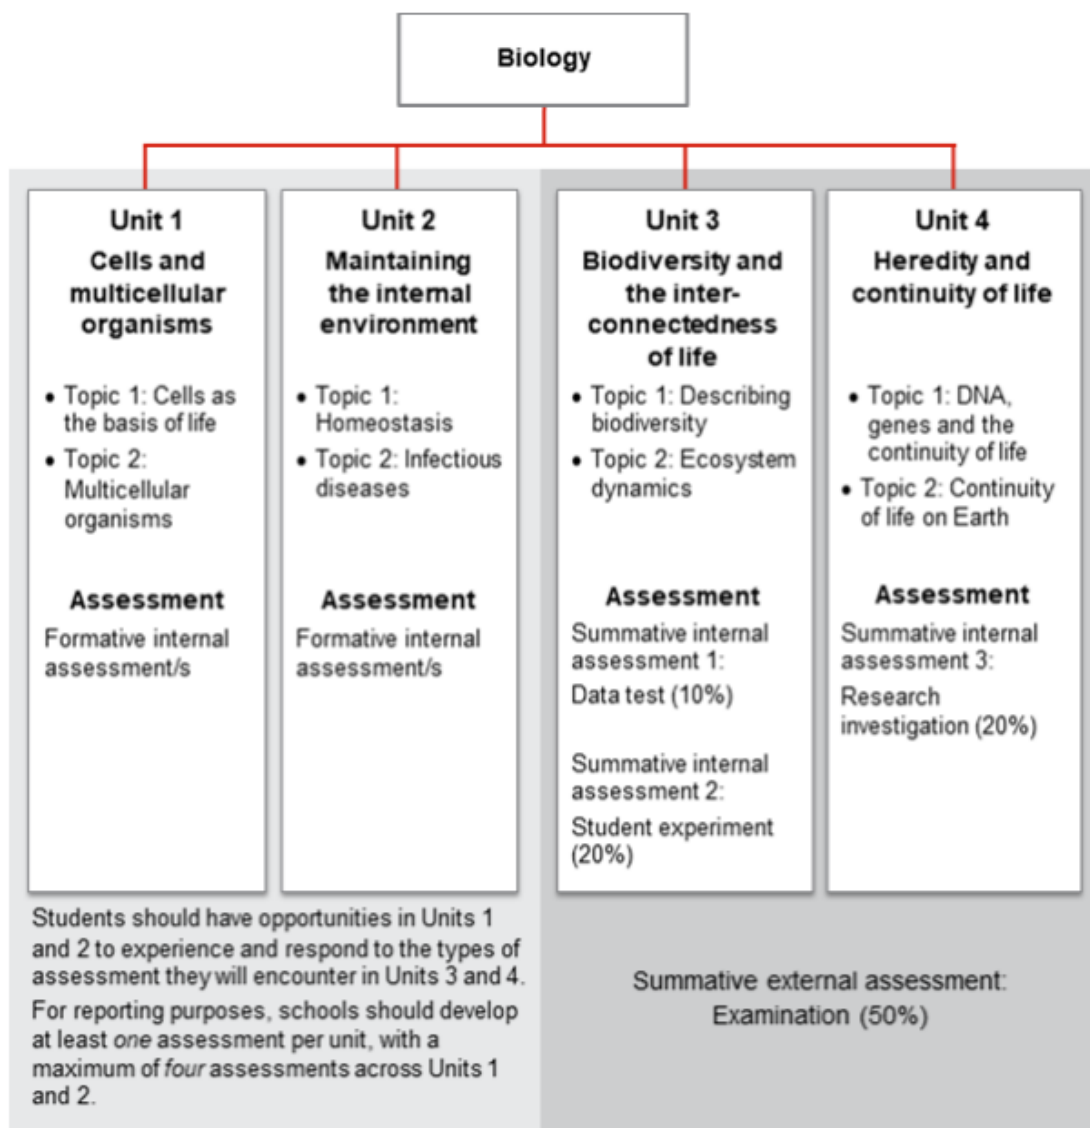 Biology
Unit 1
Cells and
multicellular
organisms
• Topic 1: Cells as
the basis of life
• Topic 2:
Multicellular
organisms
Assessment
Formative internal
assessment/s
Unit 2
Maintaining
the internal
environment
• Topic 1:
Homeostasis
• Topic 2: Infectious
diseases
Assessment
Formative internal
assessment/s
Students should have opportunities in Units 1
and 2 to experience and respond to the types of
assessment they will encounter in Units 3 and 4.
For reporting purposes, schools should develop
at least one assessment per unit, with a
maximum of four assessments across Units 1
and 2.
Unit 3
Biodiversity and
the inter-
connectedness
of life
• Topic 1: Describing
biodiversity
• Topic 2: Ecosystem
dynamics
Assessment
Summative internal
assessment 1:
Data test (10%)
Summative internal
assessment 2:
Student experiment
(20%)
Unit 4
Heredity and
continuity of life
• Topic 1: DNA,
genes and the
continuity of life
• Topic 2: Continuity
of life on Earth
Assessment
Summative internal
assessment 3:
Research
investigation (20%)
Summative external assessment:
Examination (50%)